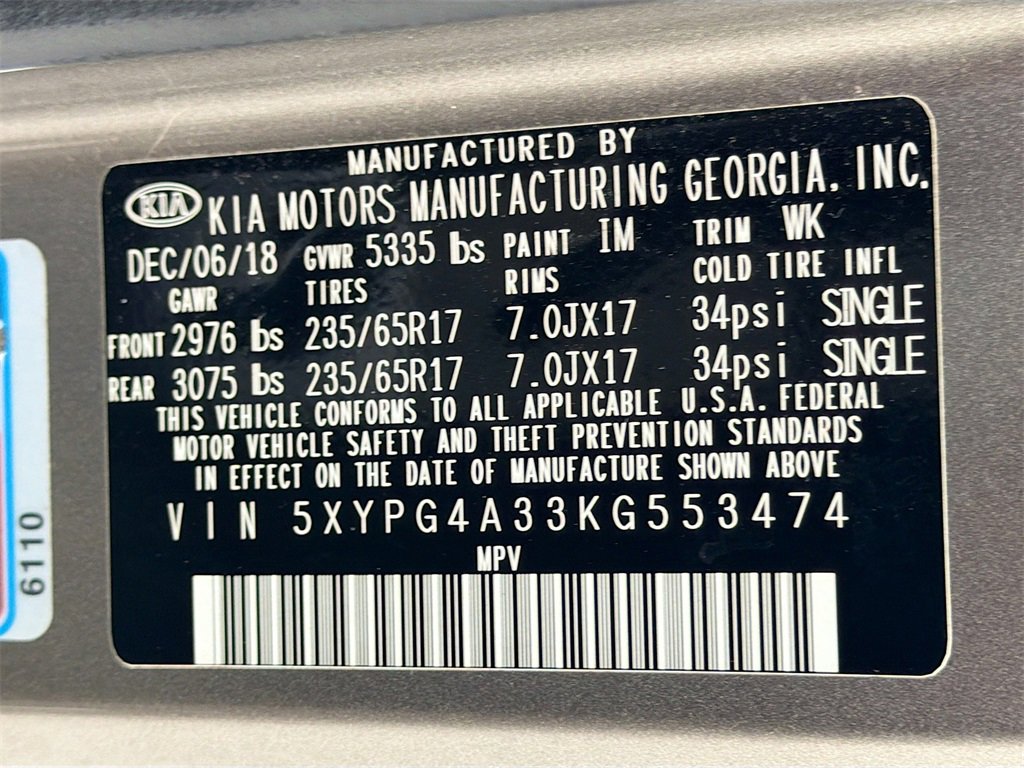 MANUFACTURED BY
KIA KIA MOTORS MANUFACTURING GEORGIA, INC.
DEC/06/18 GVWR 5335 lbs PAINT IM TRIM WK
GAWR TIRES RIMS COLD TIRE INFL
FRONT 2976 lbs 235/65R17 7.0JX17 34psi SINGLE
REAR 3075 lbs 235/65R17 7.0JX17 34psi SINGLE
THIS VEHICLE CONFORMS TO ALL APPLICABLE U.S.A. FEDERAL
MOTOR VEHICLE SAFETY AND THEFT PREVENTION STANDARDS
IN EFFECT ON THE DATE OF MANUFACTURE SHOWN ABOVE
VIN 5XYPG4A33KG553474
MPV
6110